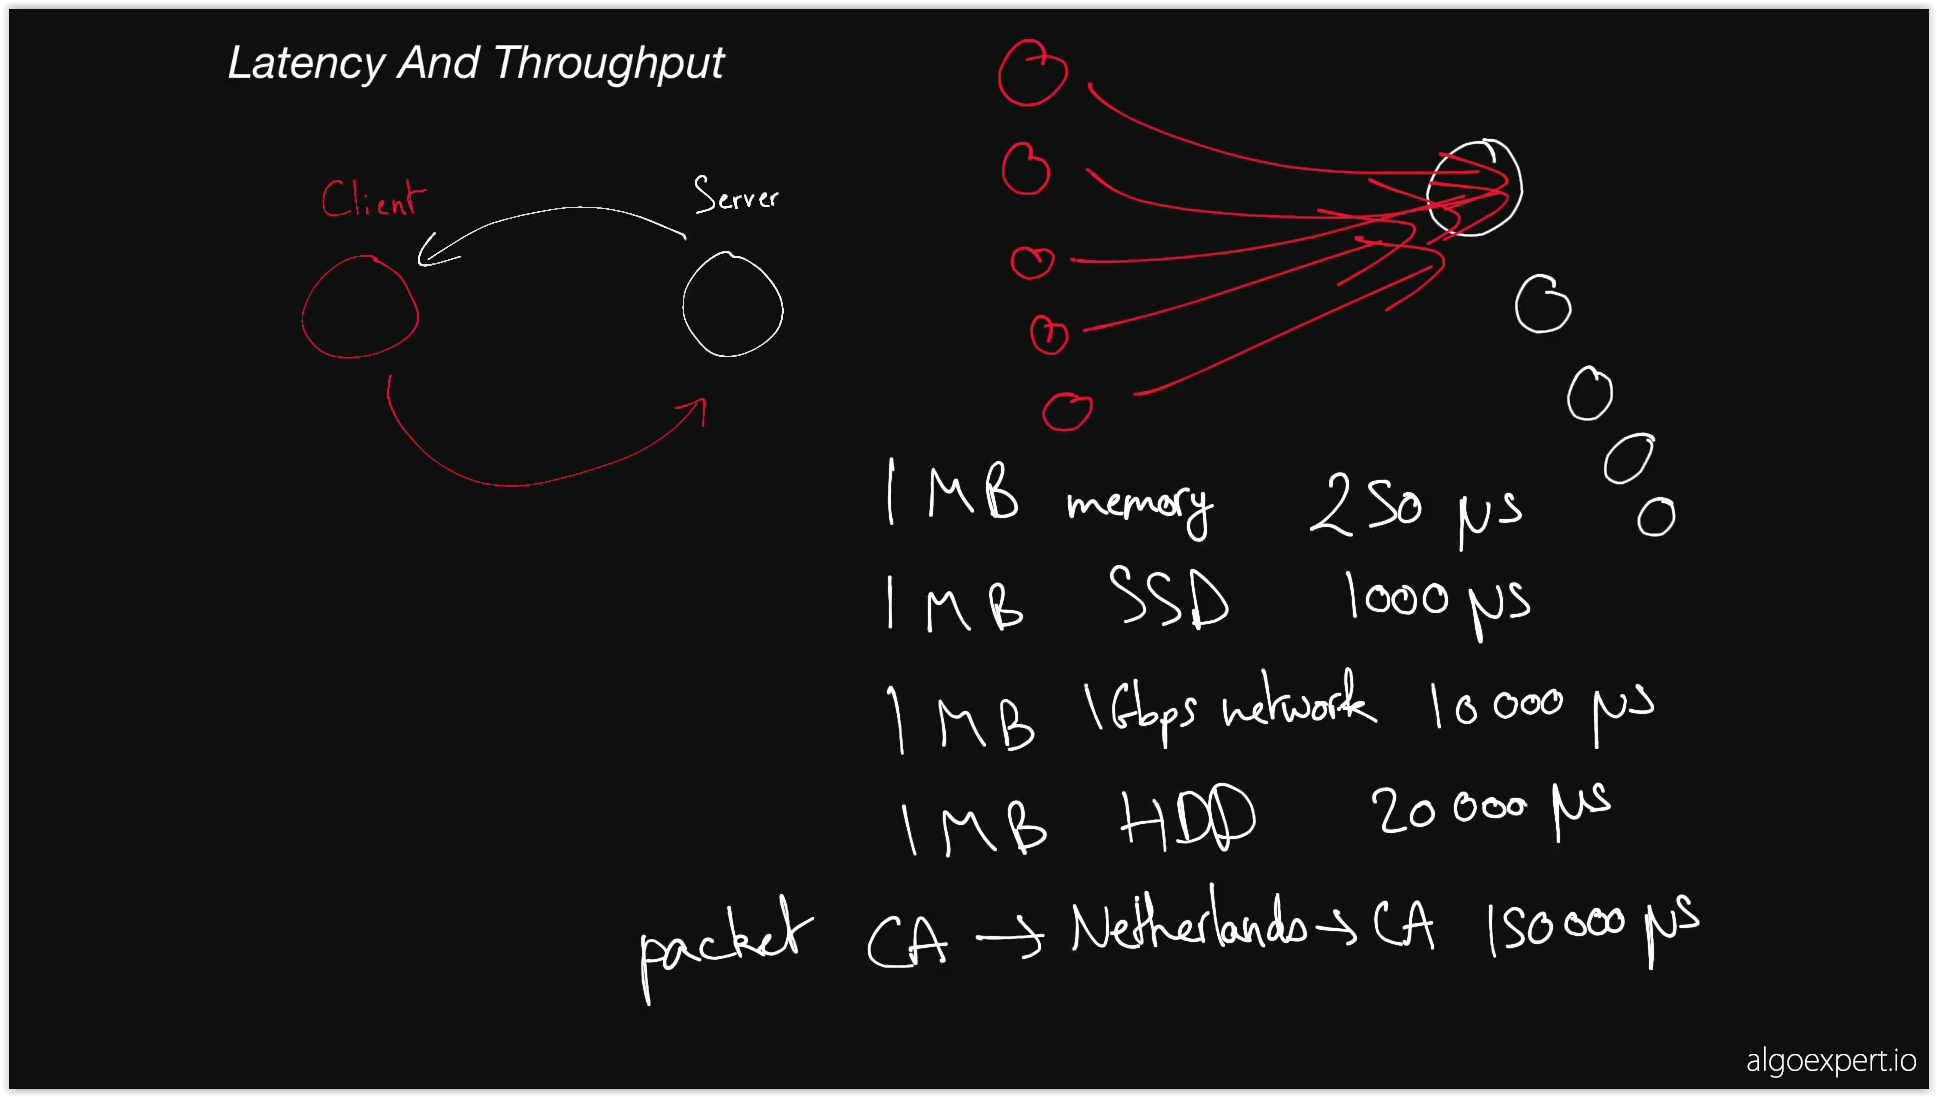 Latency And Throughput
Client
Server
1 MB memory 250 µs
1 MB SSD 1000 µs
1 MB 1Gbps network 10 000 µs
1 MB HDD 20 000 µs
packet CA → Netherlands → CA 150 000 µs
algoexpert.io